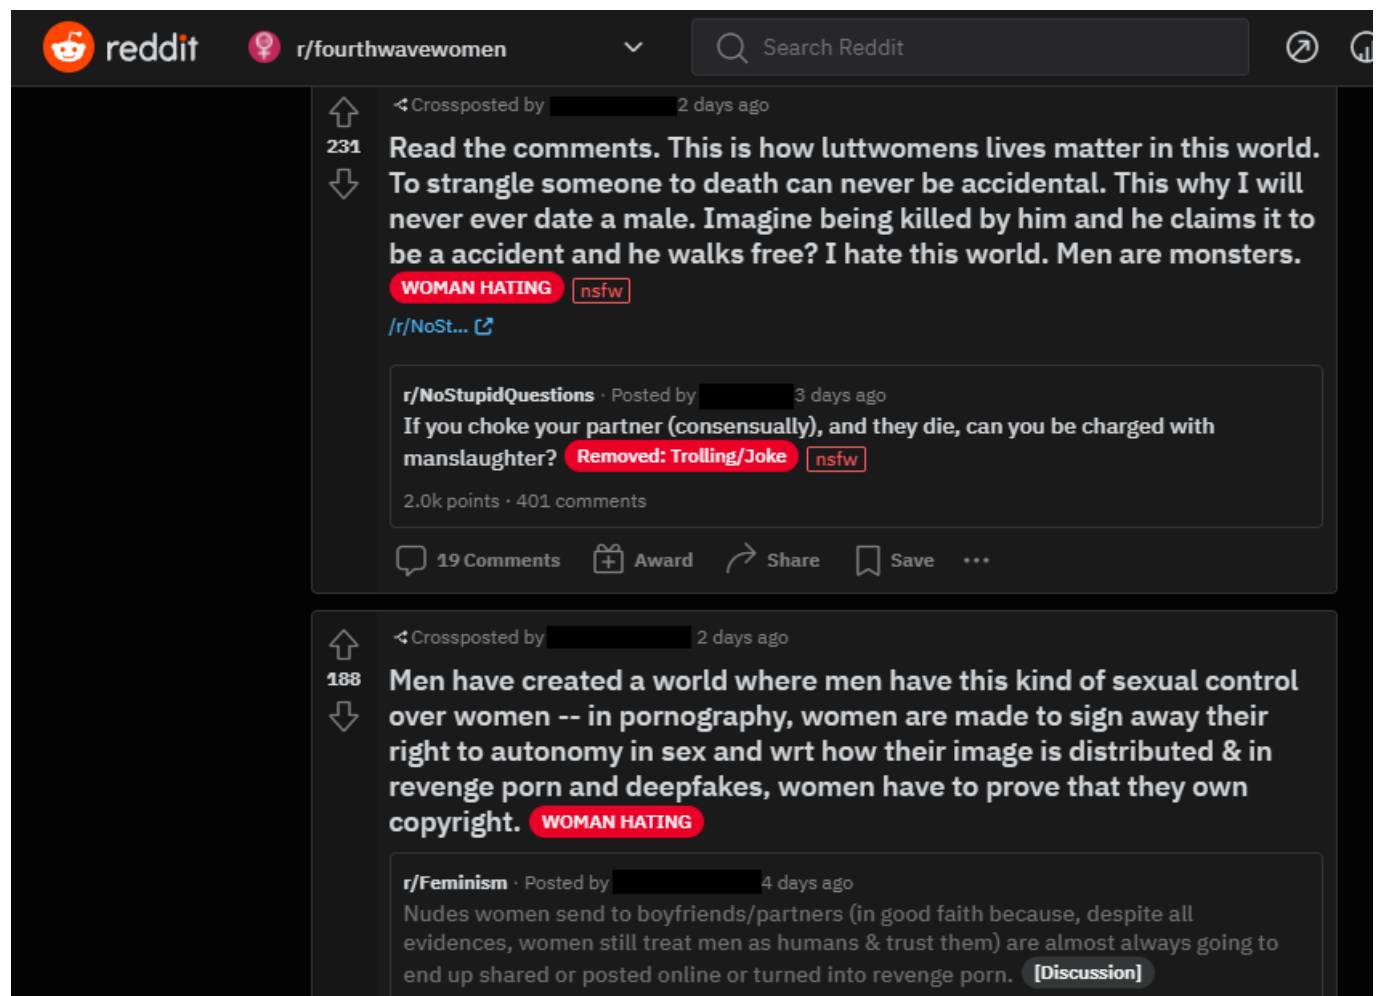 reddit r/fourthwavewomen Search Reddit
Crossposted by 2 days ago
231
Read the comments. This is how luttwomens lives matter in this world.
To strangle someone to death can never be accidental. This why I will
never ever date a male. Imagine being killed by him and he claims it to
be a accident and he walks free? I hate this world. Men are monsters.
WOMAN HATING nsfw
/r/NoSt...
r/NoStupidQuestions · Posted by 3 days ago
If you choke your partner (consensually), and they die, can you be charged with
manslaughter? Removed: Trolling/Joke nsfw
2.0k points · 401 comments
19 Comments Award Share Save ...
Crossposted by 2 days ago
188
Men have created a world where men have this kind of sexual control
over women -- in pornography, women are made to sign away their
right to autonomy in sex and wrt how their image is distributed & in
revenge porn and deepfakes, women have to prove that they own
copyright. WOMAN HATING
r/Feminism · Posted by 4 days ago
Nudes women send to boyfriends/partners (in good faith because, despite all
evidences, women still treat men as humans & trust them) are almost always going to
end up shared or posted online or turned into revenge porn. [Discussion]